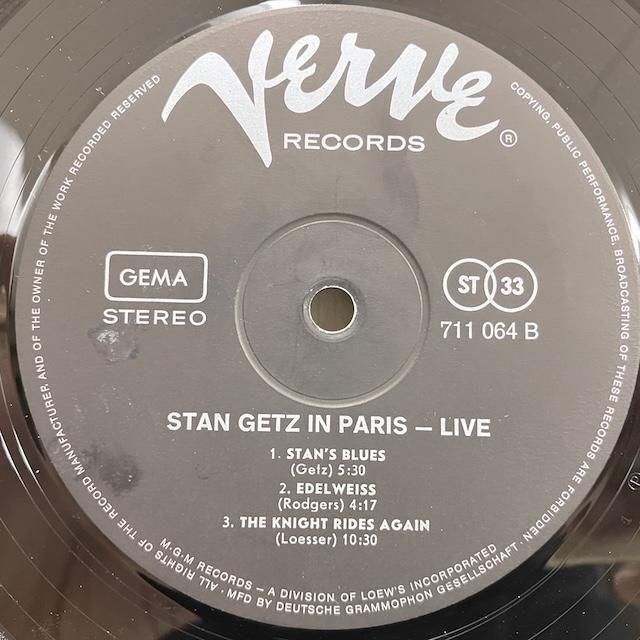 Verve
RECORDS ®
GEMA
STEREO
ST 33
711 064 B
STAN GETZ IN PARIS – LIVE
1. STAN'S BLUES
(Getz) 5:30
2. EDELWEISS
(Rodgers) 4:17
3. THE KNIGHT RIDES AGAIN
(Loesser) 10:30
M·G·M RECORDS – A DIVISION OF LOEW'S INCORPORATED
ALL RIGHTS OF THE RECORD MANUFACTURER AND OF THE OWNER OF THE WORK RECORDED RESERVED
COPYING, PUBLIC PERFORMANCE, BROADCASTING OF THESE RECORDS ARE FORBIDDEN · MFD BY DEUTSCHE GRAMMOPHON GESELLSCHAFT ·